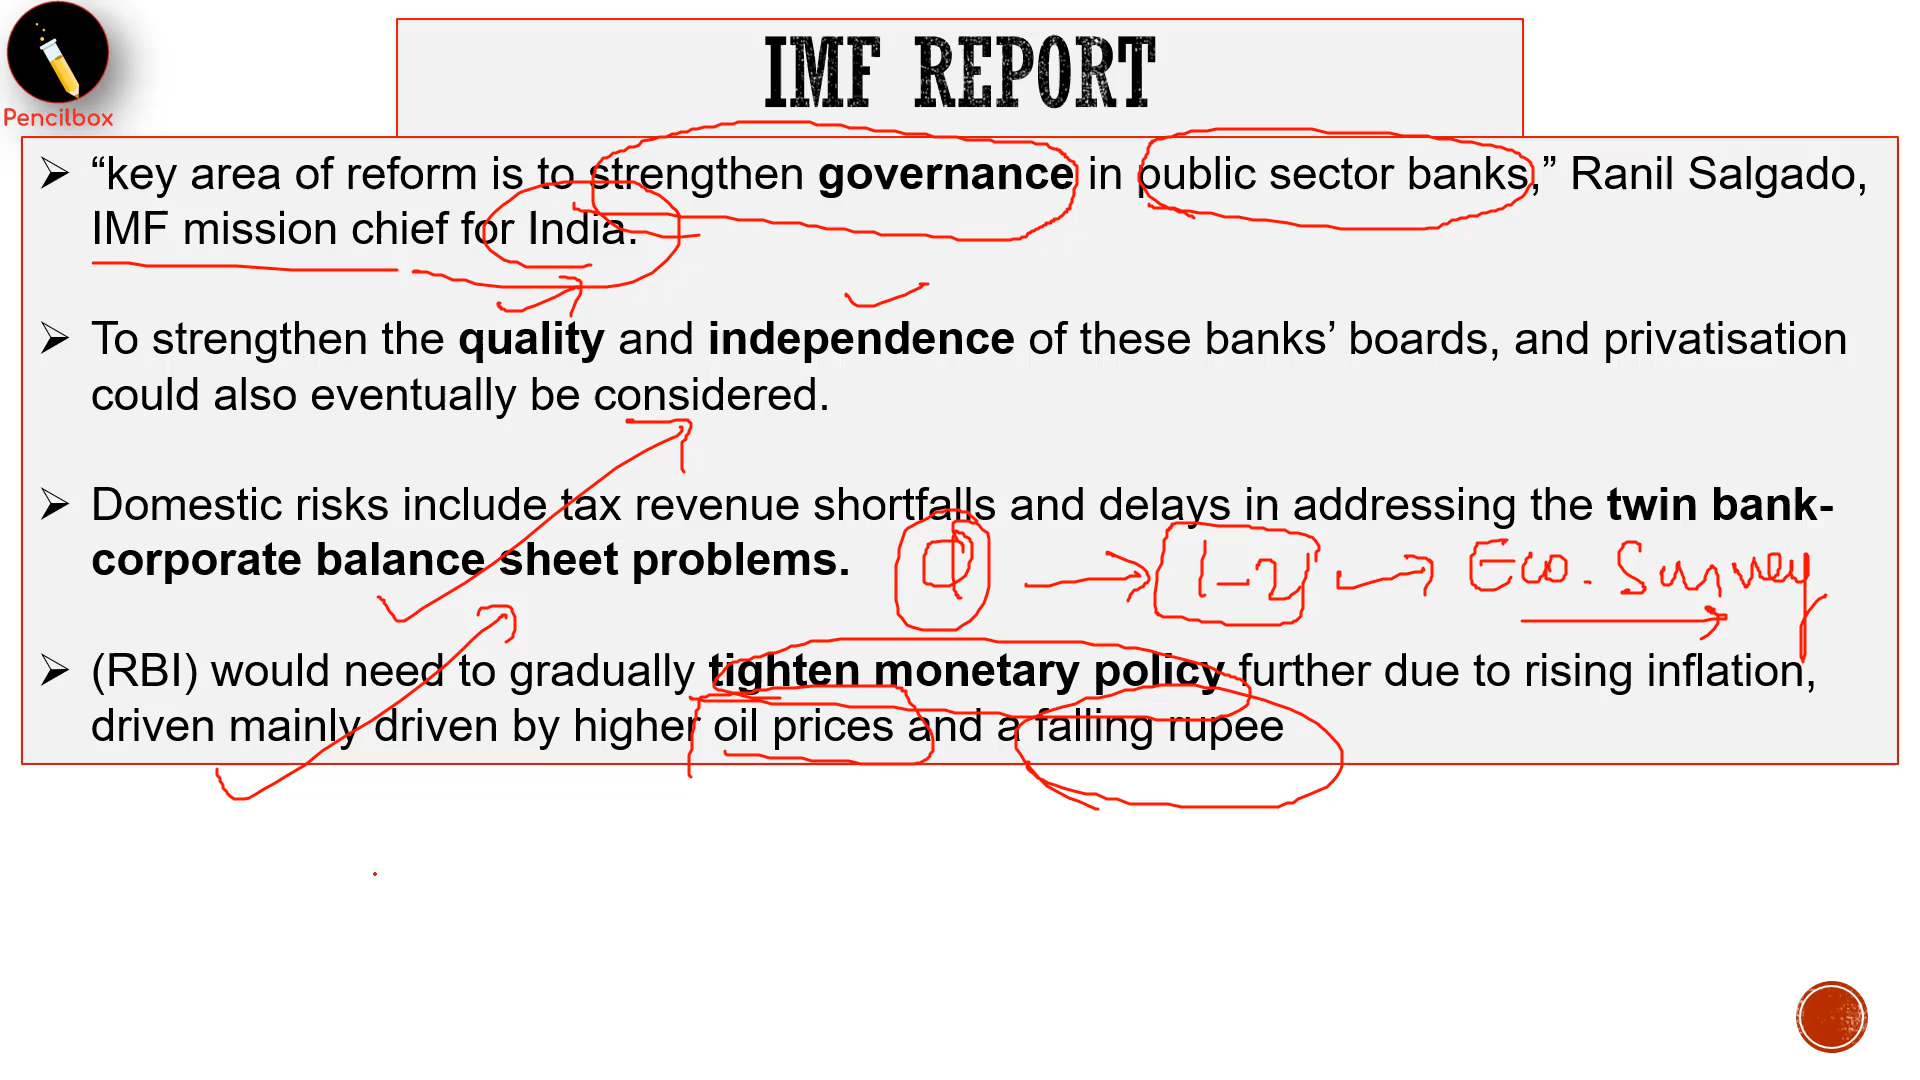 Pencilbox
IMF REPORT
➢ “key area of reform is to strengthen governance in public sector banks,” Ranil Salgado,
IMF mission chief for India.
➢ To strengthen the quality and independence of these banks’ boards, and privatisation
could also eventually be considered.
➢ Domestic risks include tax revenue shortfalls and delays in addressing the twin bank-
corporate balance sheet problems.
1-2 Eco. Survey
➢ (RBI) would need to gradually tighten monetary policy further due to rising inflation,
driven mainly driven by higher oil prices and a falling rupee